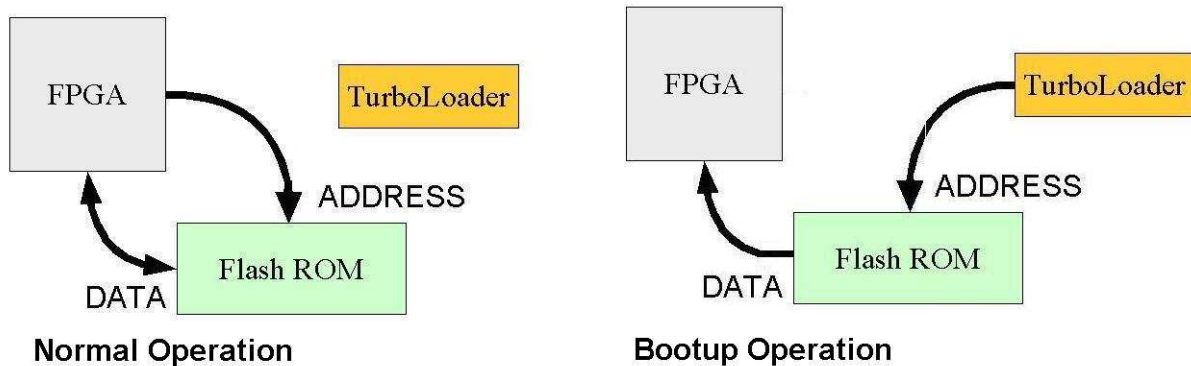 FPGA
TurboLoader
ADDRESS
Flash ROM
DATA
Normal Operation
FPGA
TurboLoader
ADDRESS
Flash ROM
DATA
Bootup Operation